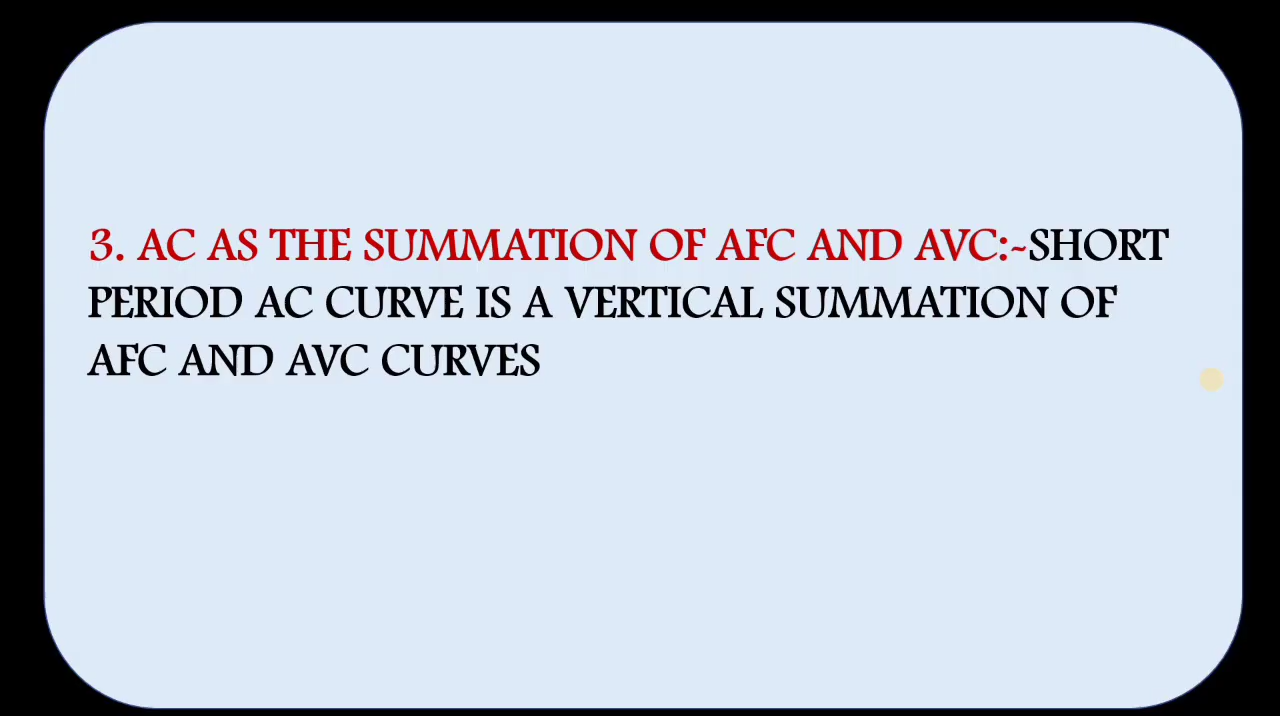 3. AC AS THE SUMMATION OF AFC AND AVC:~SHORT
PERIOD AC CURVE IS A VERTICAL SUMMATION OF
AFC AND AVC CURVES